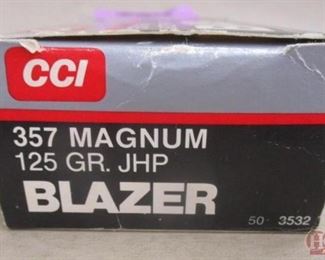 CCI
357 MAGNUM
125 GR. JHP
BLAZER
50 3532